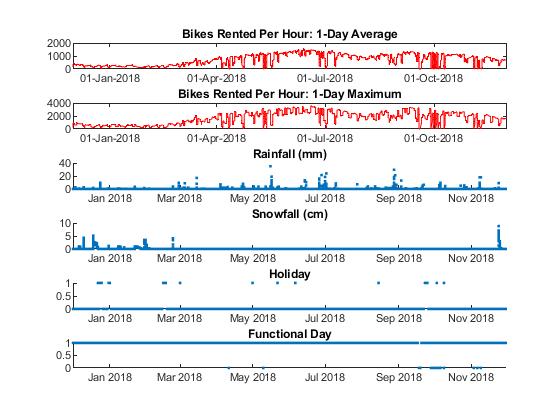 Bikes Rented Per Hour: 1-Day Average
2000
1000
0
01-Jan-2018 01-Apr-2018 01-Jul-2018 01-Oct-2018
Bikes Rented Per Hour: 1-Day Maximum
4000
2000
0
01-Jan-2018 01-Apr-2018 01-Jul-2018 01-Oct-2018
Rainfall (mm)
40
20
0
Jan 2018 Mar 2018 May 2018 Jul 2018 Sep 2018 Nov 2018
Snowfall (cm)
10
5
0
Jan 2018 Mar 2018 May 2018 Jul 2018 Sep 2018 Nov 2018
Holiday
1
0.5
0
Jan 2018 Mar 2018 May 2018 Jul 2018 Sep 2018 Nov 2018
Functional Day
1
0.5
0
Jan 2018 Mar 2018 May 2018 Jul 2018 Sep 2018 Nov 2018